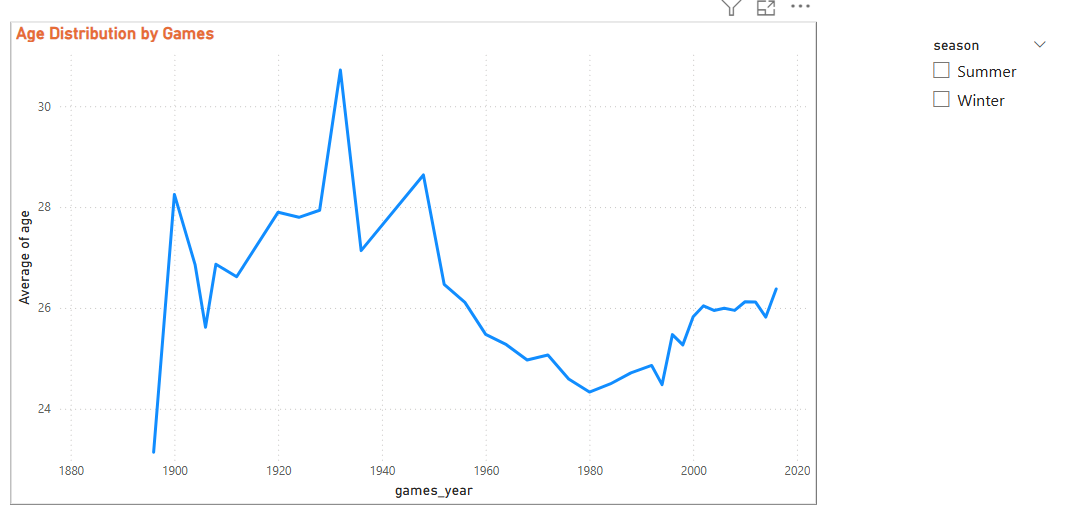 Age Distribution by Games
season
Summer
Winter
Average of age
30
28
26
24
1880 1900 1920 1940 1960 1980 2000 2020
games_year